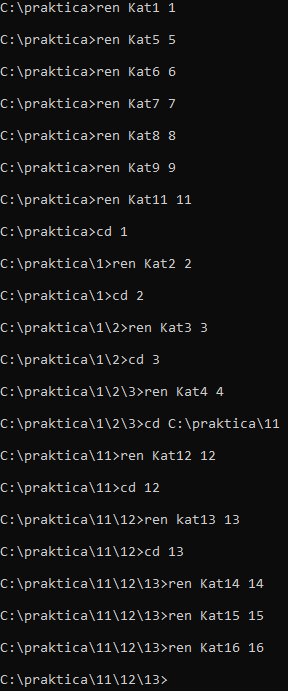 C:\praktica>ren Kat1 1
C:\praktica>ren Kat5 5
C:\praktica>ren Kat6 6
C:\praktica>ren Kat7 7
C:\praktica>ren Kat8 8
C:\praktica>ren Kat9 9
C:\praktica>ren Kat11 11
C:\praktica>cd 1
C:\praktica\1>ren Kat2 2
C:\praktica\1>cd 2
C:\praktica\1\2>ren Kat3 3
C:\praktica\1\2>cd 3
C:\praktica\1\2\3>ren Kat4 4
C:\praktica\1\2\3>cd C:\praktica\11
C:\praktica\11>ren Kat12 12
C:\praktica\11>cd 12
C:\praktica\11\12>ren kat13 13
C:\praktica\11\12>cd 13
C:\praktica\11\12\13>ren Kat14 14
C:\praktica\11\12\13>ren Kat15 15
C:\praktica\11\12\13>ren Kat16 16
C:\praktica\11\12\13>